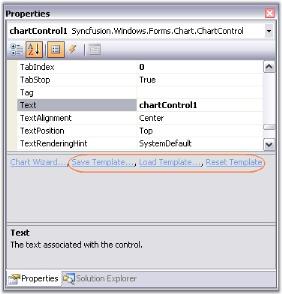 Properties
chartControl1 Syncfusion.Windows.Forms.Chart.ChartControl
TabIndex 0
TabStop True
Tag
Text chartControl1
TextAlignment Center
TextPosition Top
TextRenderingHint SystemDefault
Chart Wizard..., Save Template..., Load Template..., Reset Template
Text
The text associated with the control.
Properties Solution Explorer